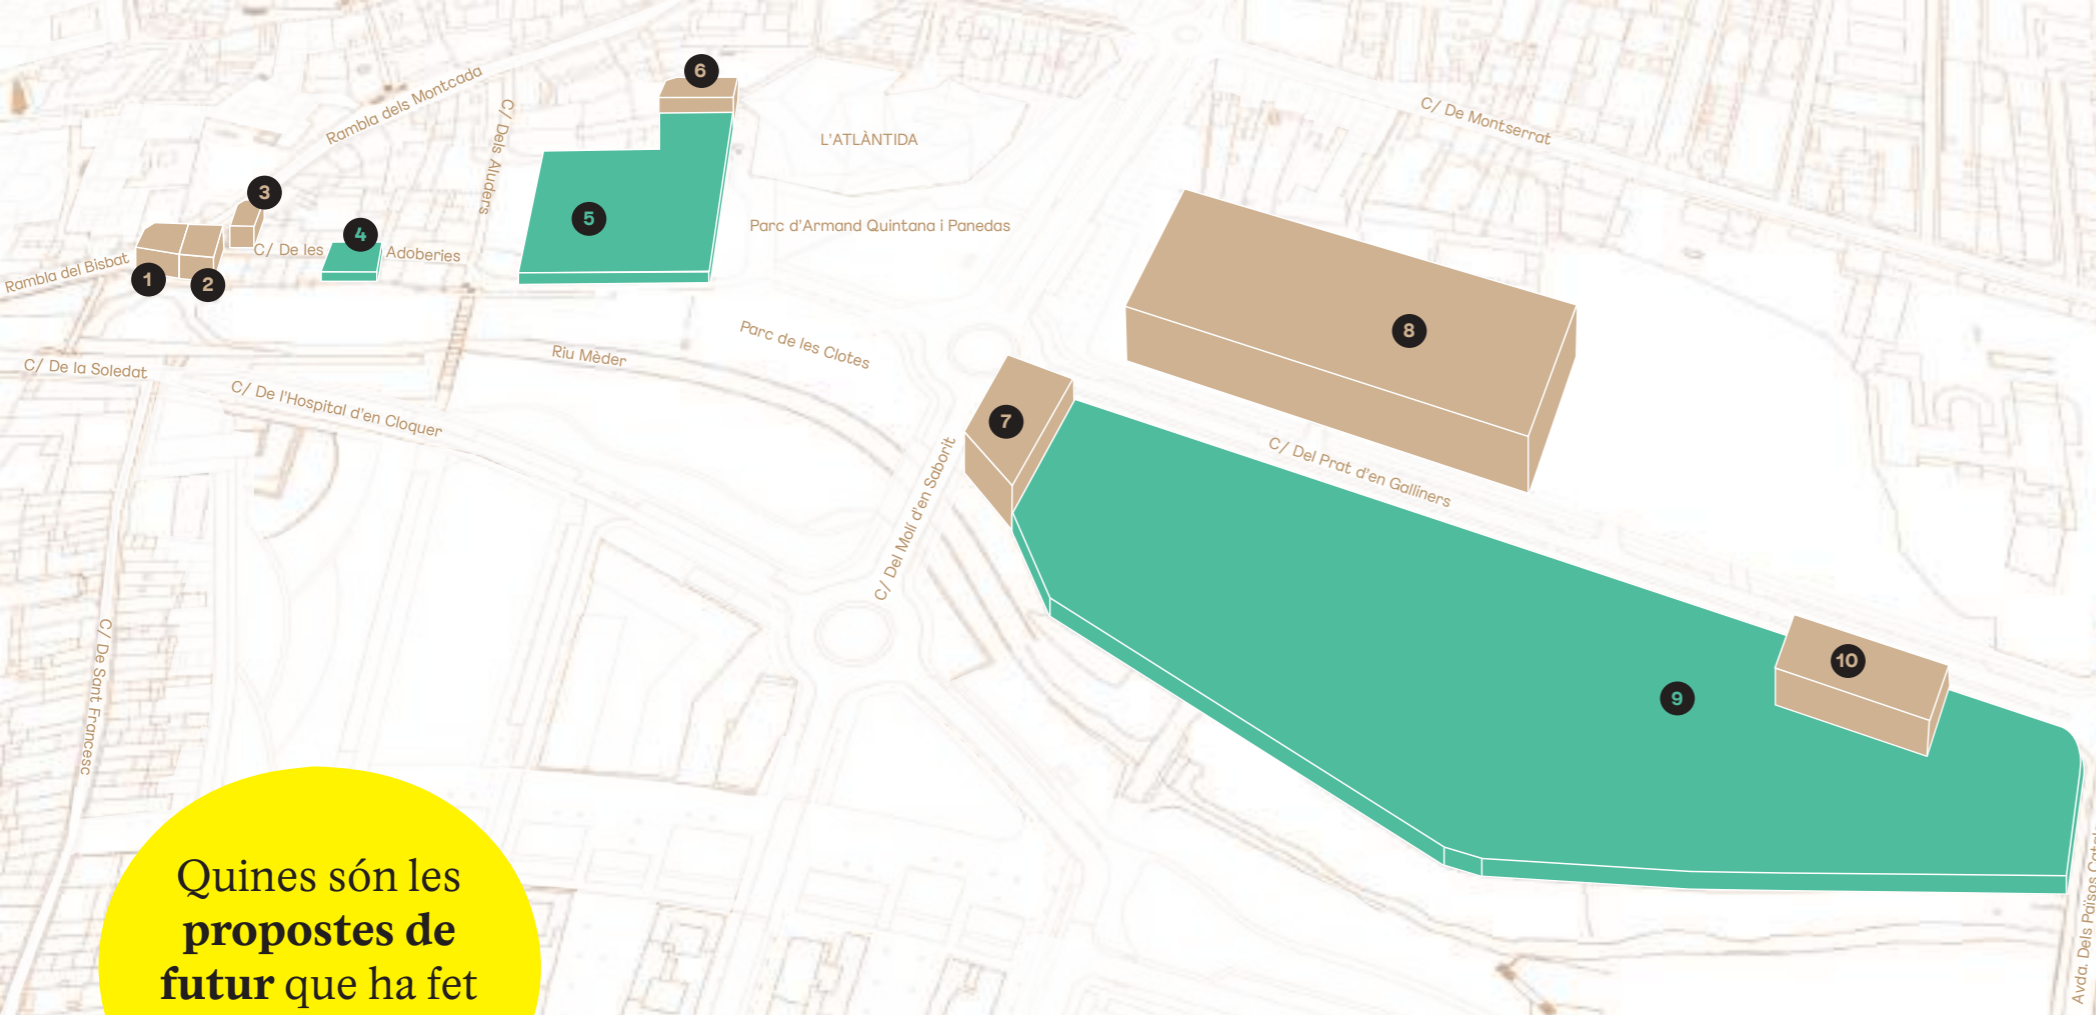 6
Rambla dels Montcada
C/ Dels Aluders
C/ De Montserrat
L'ATLÀNTIDA
3
5
4
Parc d'Armand Quintana i Panedas
C/ De les Adoberies
Rambla del Bisbat
1
2
8
Parc de les Clotes
Riu Mèder
C/ De la Soledat
C/ De l'Hospital d'en Cloquer
7
C/ Del Prat d'en Galliners
C/ Del Molí d'en Saborit
C/ De Sant Francesc
10
9
Avda. Dels Països
Quines són les
propostes de
futur que ha fet